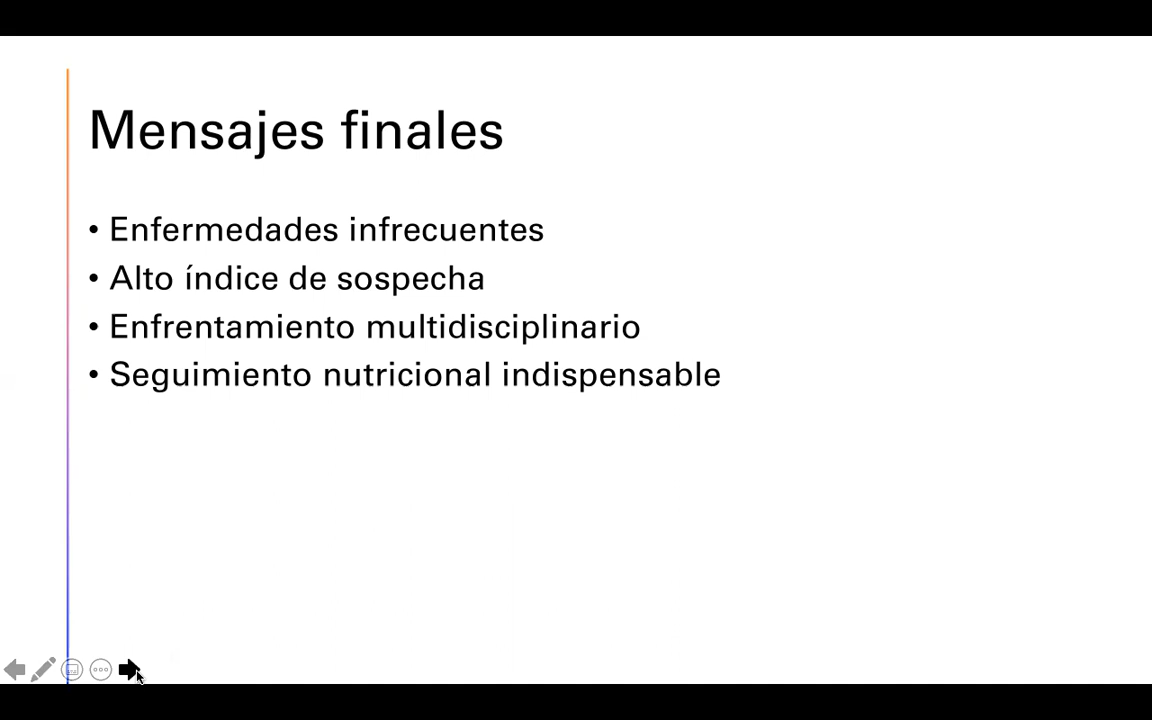 Mensajes finales
• Enfermedades infrecuentes
• Alto índice de sospecha
• Enfrentamiento multidisciplinario
• Seguimiento nutricional indispensable